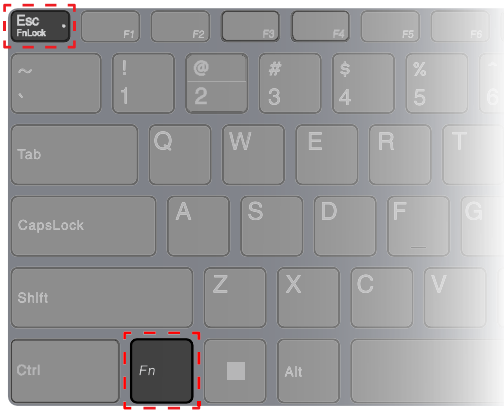 Esc
FnLock
F1
F2
F3
F4
F5
F6
~
`
!
1
@
2
#
3
$
4
%
5
^
6
Tab
Q
W
E
R
T
CapsLock
A
S
D
F
G
Shift
Z
X
C
V
Ctrl
Fn
Alt